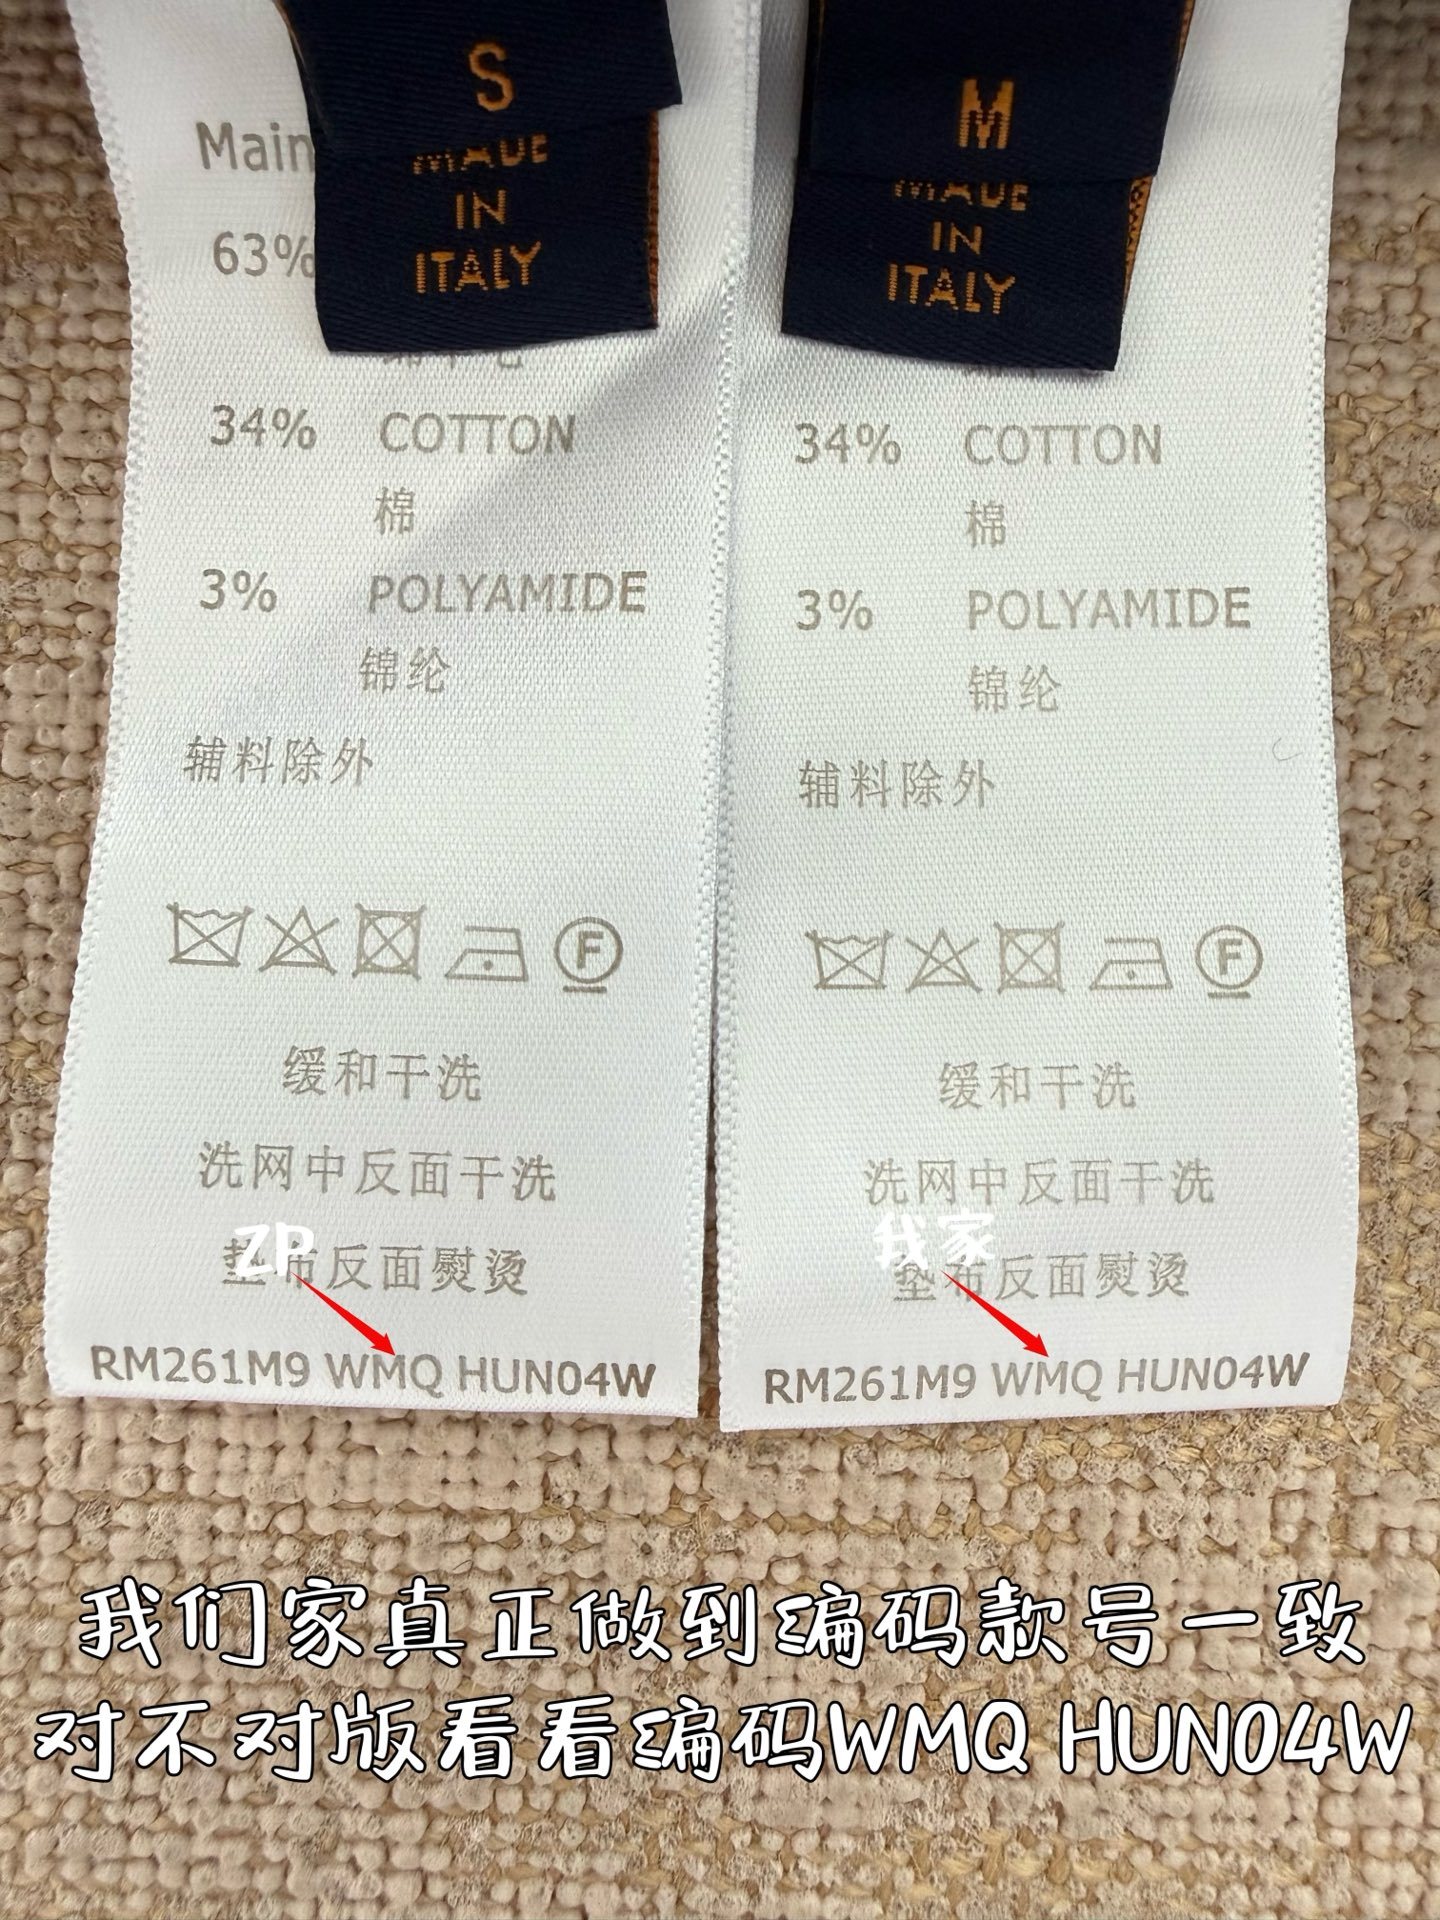 S
MADE
IN
ITALY
Main
63%
34% COTTON
棉
3% POLYAMIDE
锦纶
辅料除外
F
缓和干洗
洗网中反面干洗
垫布反面熨烫
ZP
RM261M9 WMQ HUN04W
M
MADE
IN
ITALY
34% COTTON
棉
3% POLYAMIDE
锦纶
辅料除外
F
缓和干洗
洗网中反面干洗
我家
垫布反面熨烫
RM261M9 WMQ HUN04W
我们家真正做到编码款号一致
对不对版看看编码WMQ HUN04W